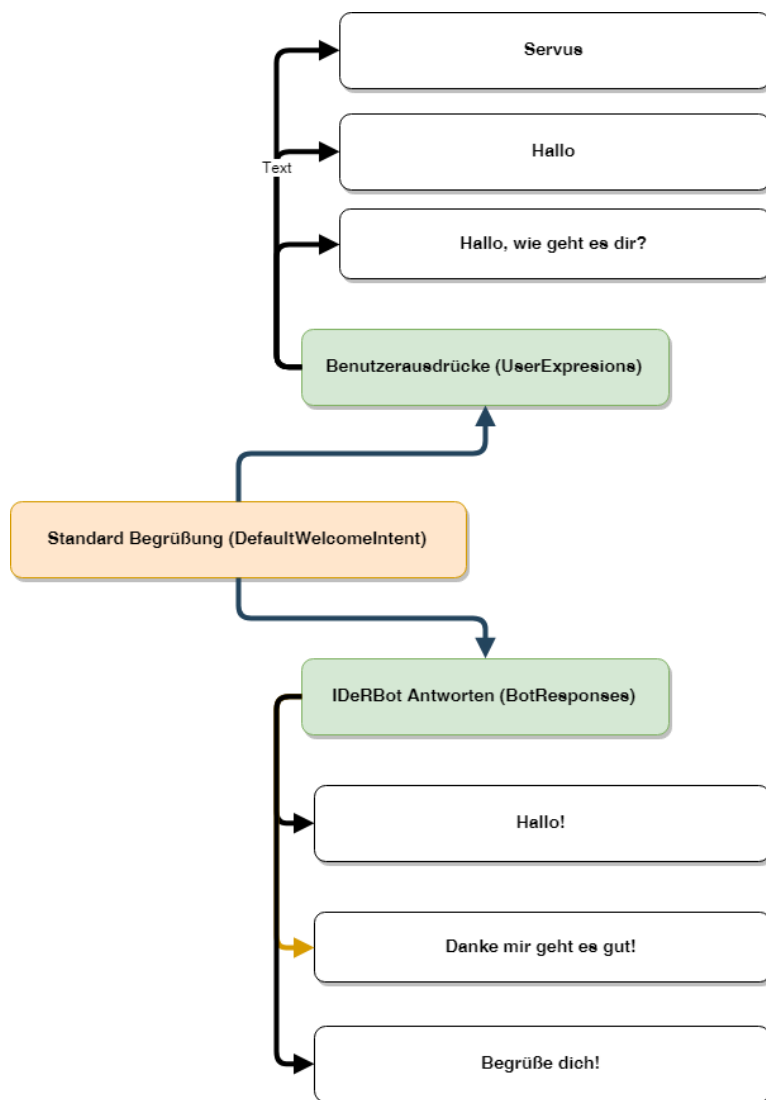 Servus
Hallo
Text
Hallo, wie geht es dir?
Benutzerausdrücke (UserExpresions)
Standard Begrüßung (DefaultWelcomeIntent)
IDeRBot Antworten (BotResponses)
Hallo!
Danke mir geht es gut!
Begrüße dich!